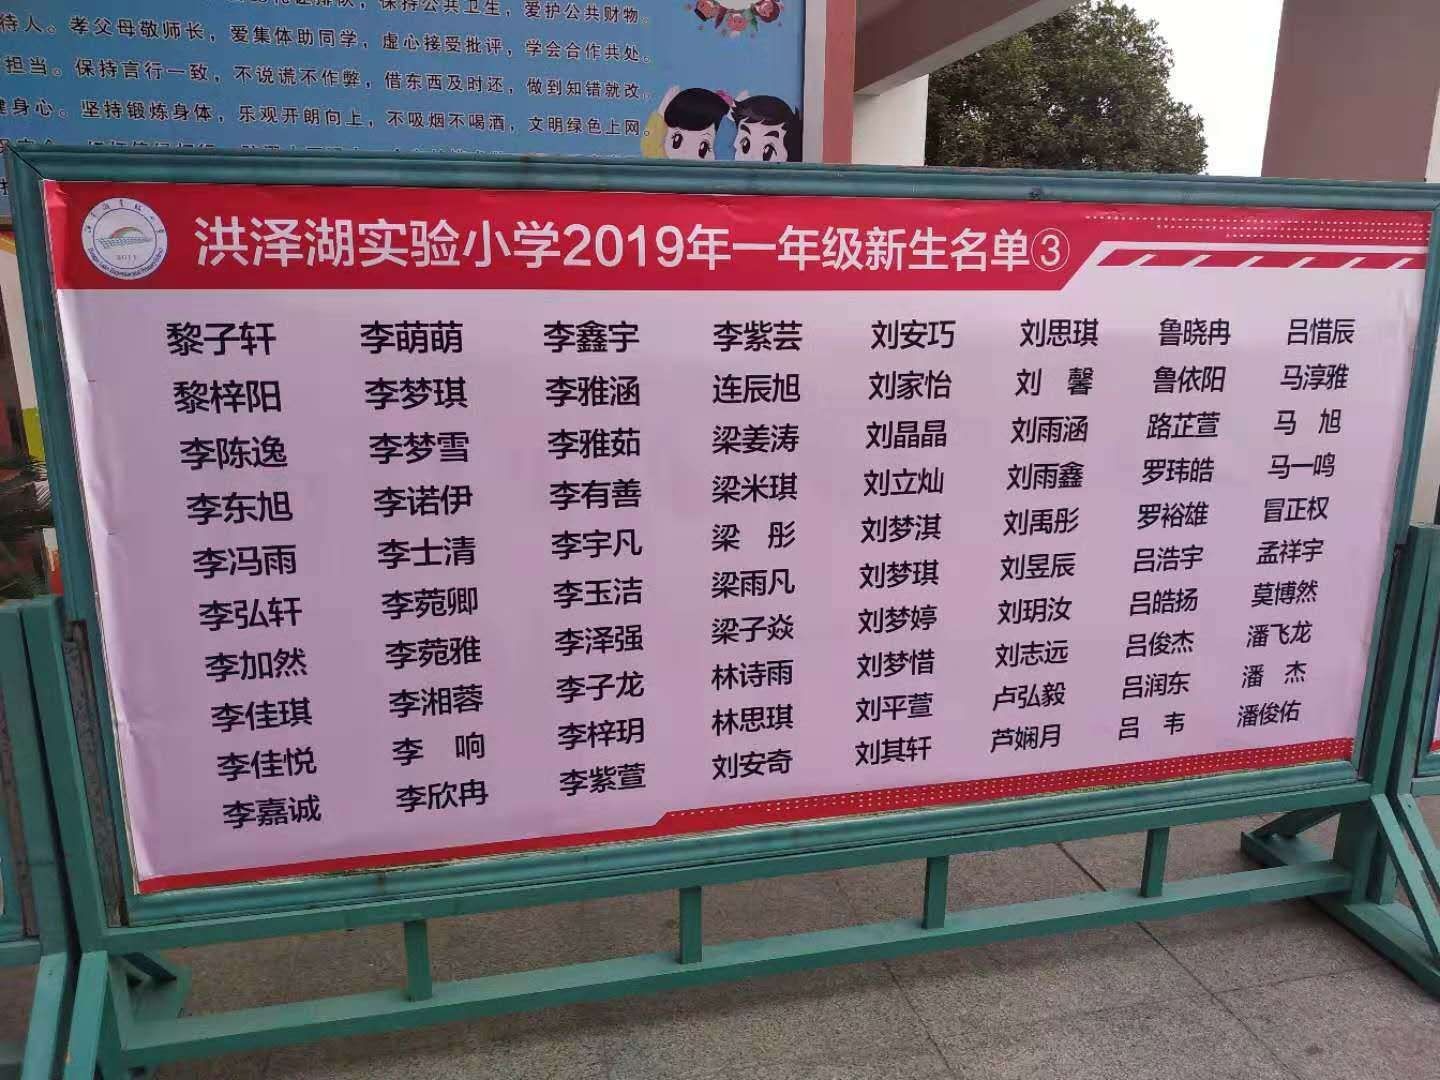 保持公共卫生，爱护公共财物。
待人。孝父母敬师长，爱集体助同学，虚心接受批评，学会合作共处。
担当。保持言行一致，不说谎不作弊，借东西及时还，做到知错就改。
健身心。坚持锻炼身体，乐观开朗向上，不吸烟不喝酒，文明绿色上网。
2011
洪泽湖实验小学2019年一年级新生名单③
黎子轩 李萌萌 李鑫宇 李紫芸 刘安巧 刘思琪 鲁晓冉 吕惜辰
黎梓阳 李梦琪 李雅涵 连辰旭 刘家怡 刘 馨 鲁依阳 马淳雅
李陈逸 李梦雪 李雅茹 梁姜涛 刘晶晶 刘雨涵 路芷萱 马 旭
李东旭 李诺伊 李有善 梁米琪 刘立灿 刘雨鑫 罗玮皓 马一鸣
李冯雨 李士清 李宇凡 梁 彤 刘梦淇 刘禹彤 罗裕雄 冒正权
李弘轩 李菀卿 李玉洁 梁雨凡 刘梦琪 刘昱辰 吕浩宇 孟祥宇
李加然 李菀雅 李泽强 梁子焱 刘梦婷 刘玥汝 吕皓扬 莫博然
李佳琪 李湘蓉 李子龙 林诗雨 刘梦惜 刘志远 吕俊杰 潘飞龙
李佳悦 李 响 李梓玥 林思琪 刘平萱 卢弘毅 吕润东 潘 杰
李嘉诚 李欣冉 李紫萱 刘安奇 刘其轩 芦娴月 吕 韦 潘俊佑